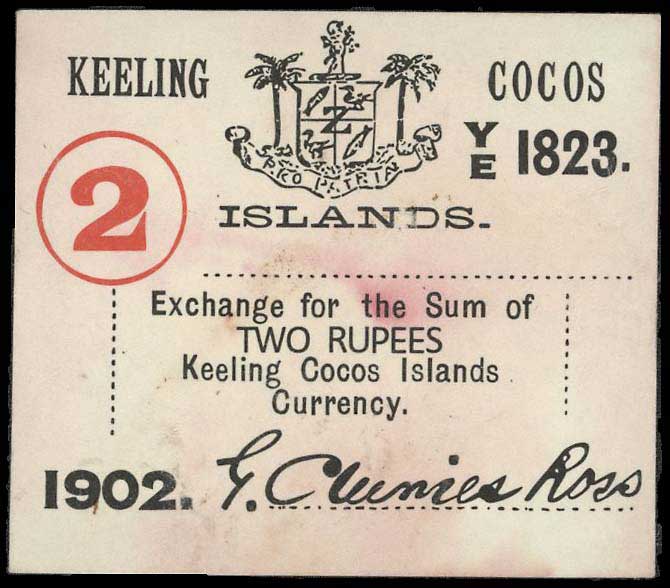 KEELING COCOS
Z
PRO PATRIA
YE 1823.
2
ISLANDS.
Exchange for the Sum of
TWO RUPEES
Keeling Cocos Islands
Currency.
1902. G. Clunies Ross